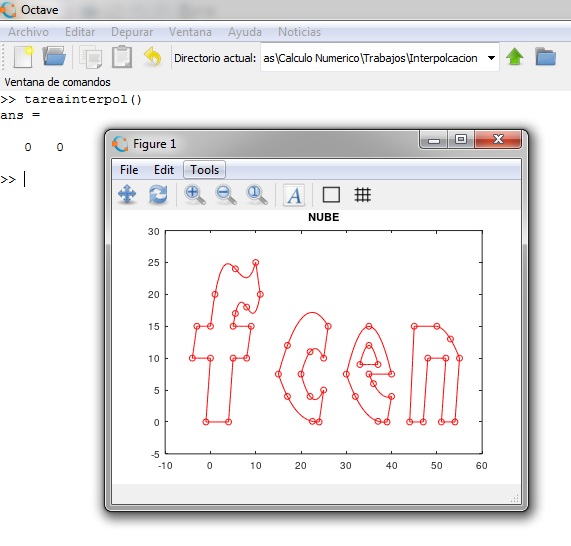 Octave
Archivo Editar Depurar Ventana Ayuda Noticias
Directorio actual: as\Calculo Numerico\Trabajos\Interpolcacion
Ventana de comandos
>> tareainterpol()
ans =
0 0
>>
Figure 1
File Edit Tools
A
NUBE
30
25
20
15
10
5
0
-5
-10 0 10 20 30 40 50 60
fcen